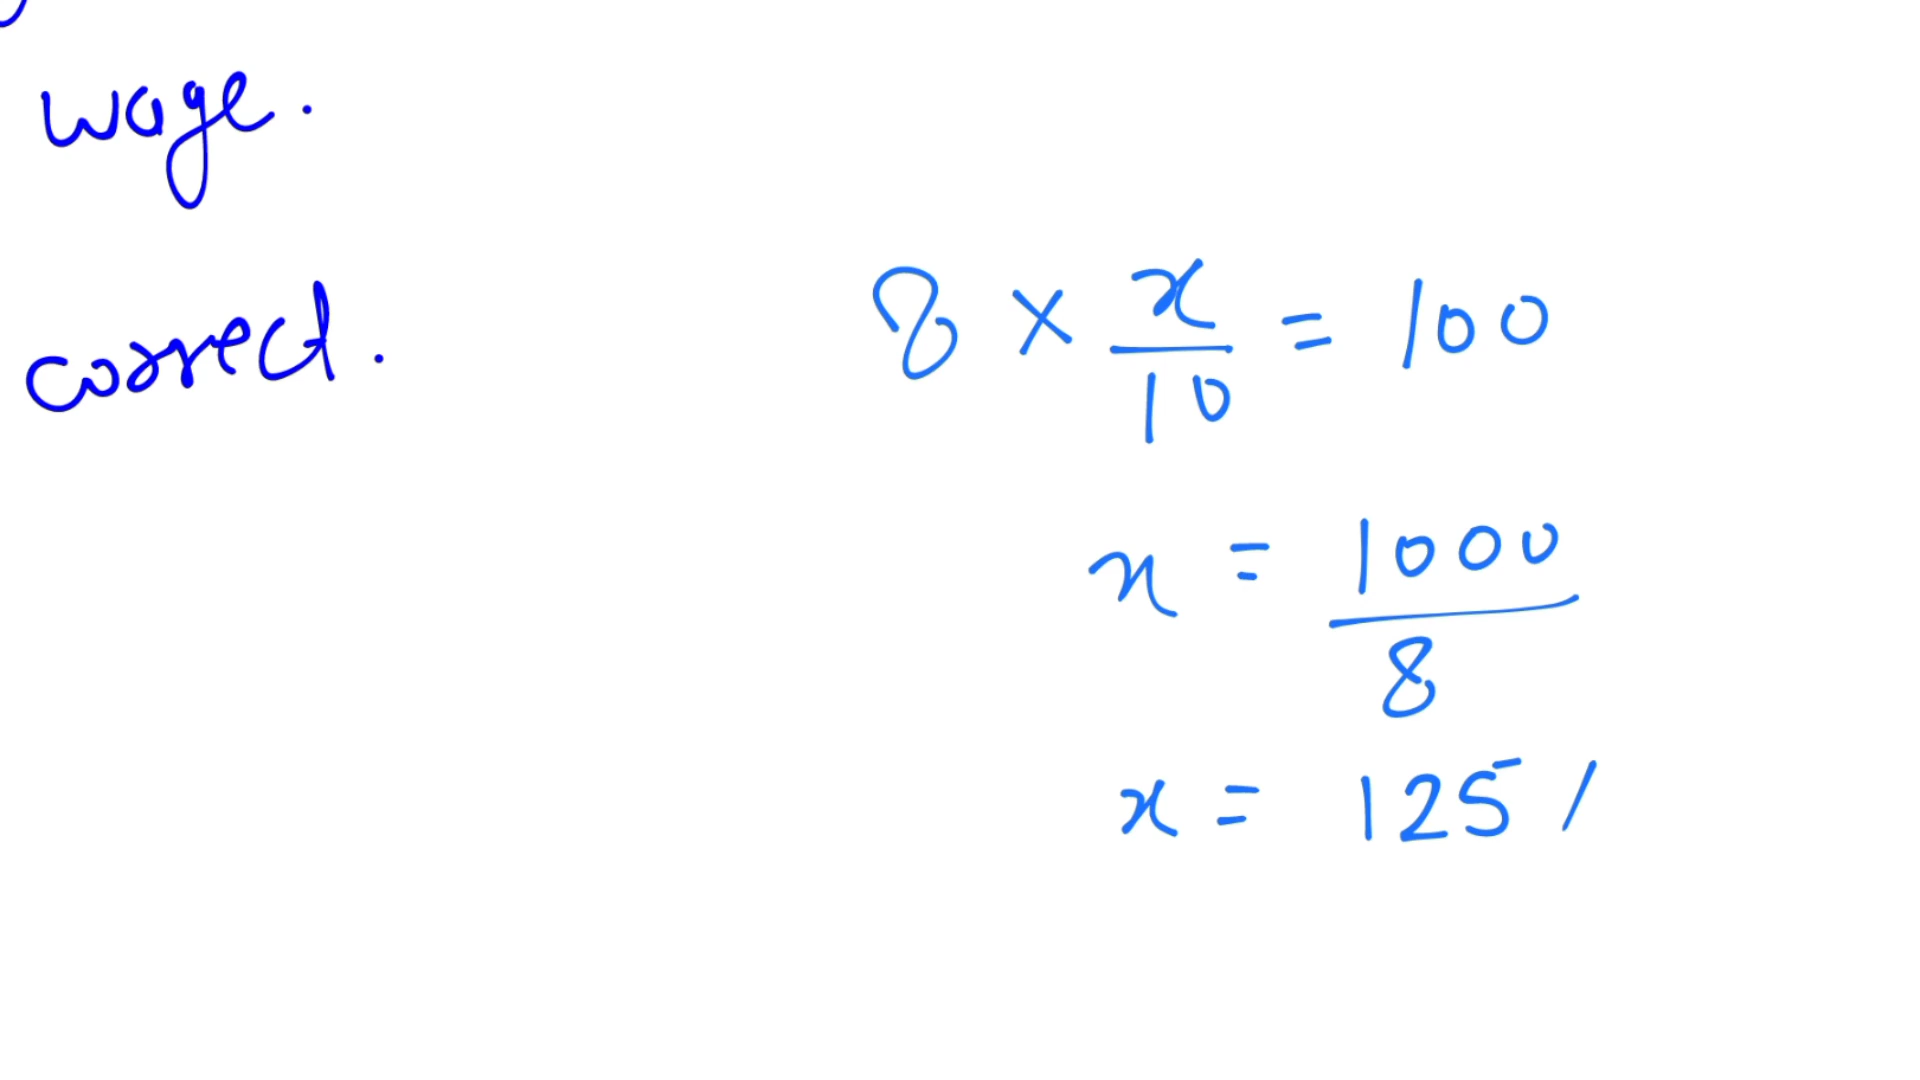 wage.
correct.
8 × x/10 = 100
x = 1000/8
x = 125 /